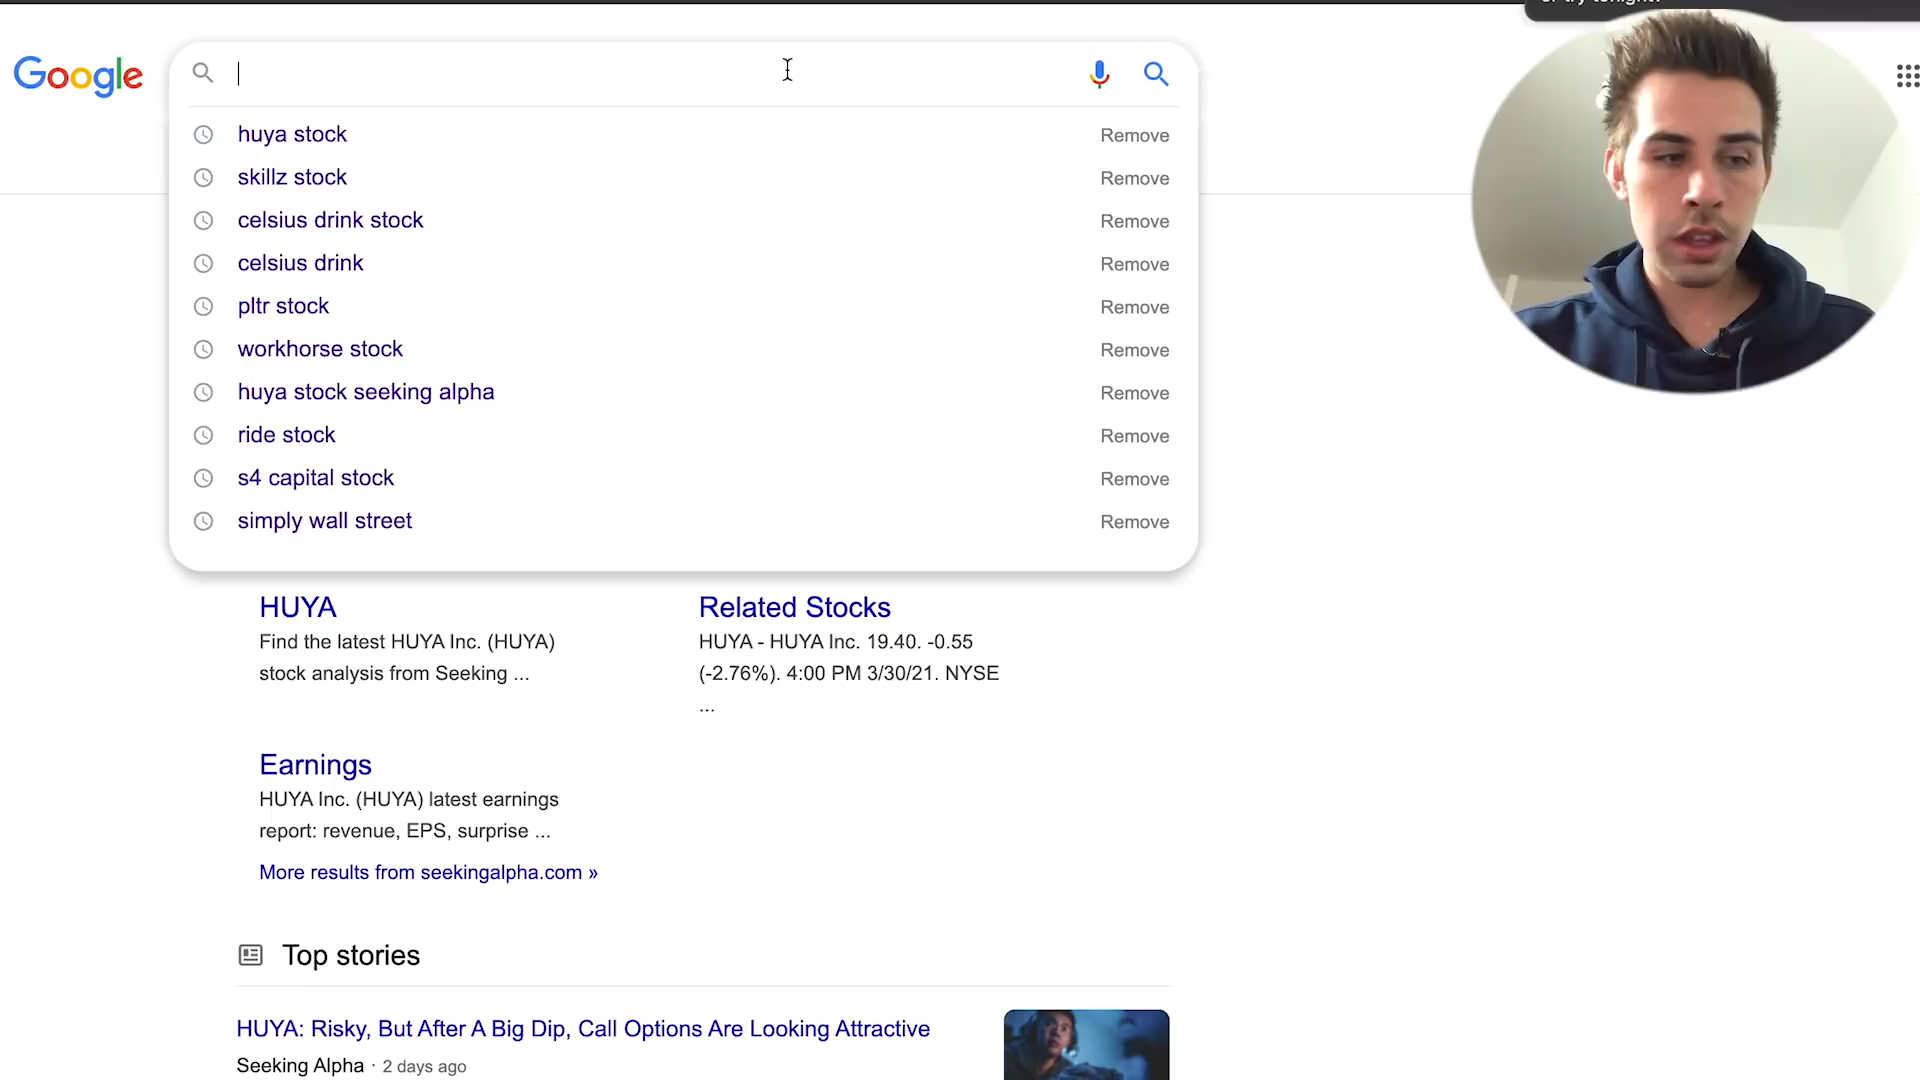 Google
huya stock Remove
skillz stock Remove
celsius drink stock Remove
celsius drink Remove
pltr stock Remove
workhorse stock Remove
huya stock seeking alpha Remove
ride stock Remove
s4 capital stock Remove
simply wall street Remove
HUYA
Find the latest HUYA Inc. (HUYA)
stock analysis from Seeking ...
Related Stocks
HUYA - HUYA Inc. 19.40. -0.55
(-2.76%). 4:00 PM 3/30/21. NYSE
...
Earnings
HUYA Inc. (HUYA) latest earnings
report: revenue, EPS, surprise ...
More results from seekingalpha.com »
Top stories
HUYA: Risky, But After A Big Dip, Call Options Are Looking Attractive
Seeking Alpha · 2 days ago